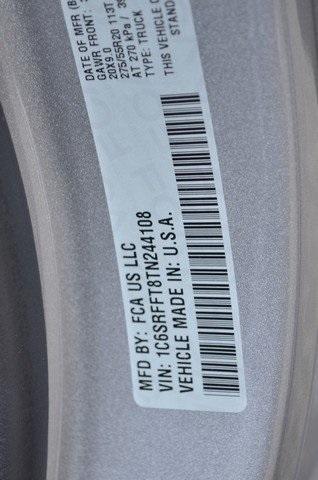 DATE OF MFR (B
GAWR FRONT:
20X9.0
275/55R20 113T
AT 270 kPa / 39
TYPE: TRUCK
THIS VEHICLE C
STAND
MFD BY: FCA US LLC
VIN: 1C6SRFFT8TN244108
VEHICLE MADE IN: U.S.A.